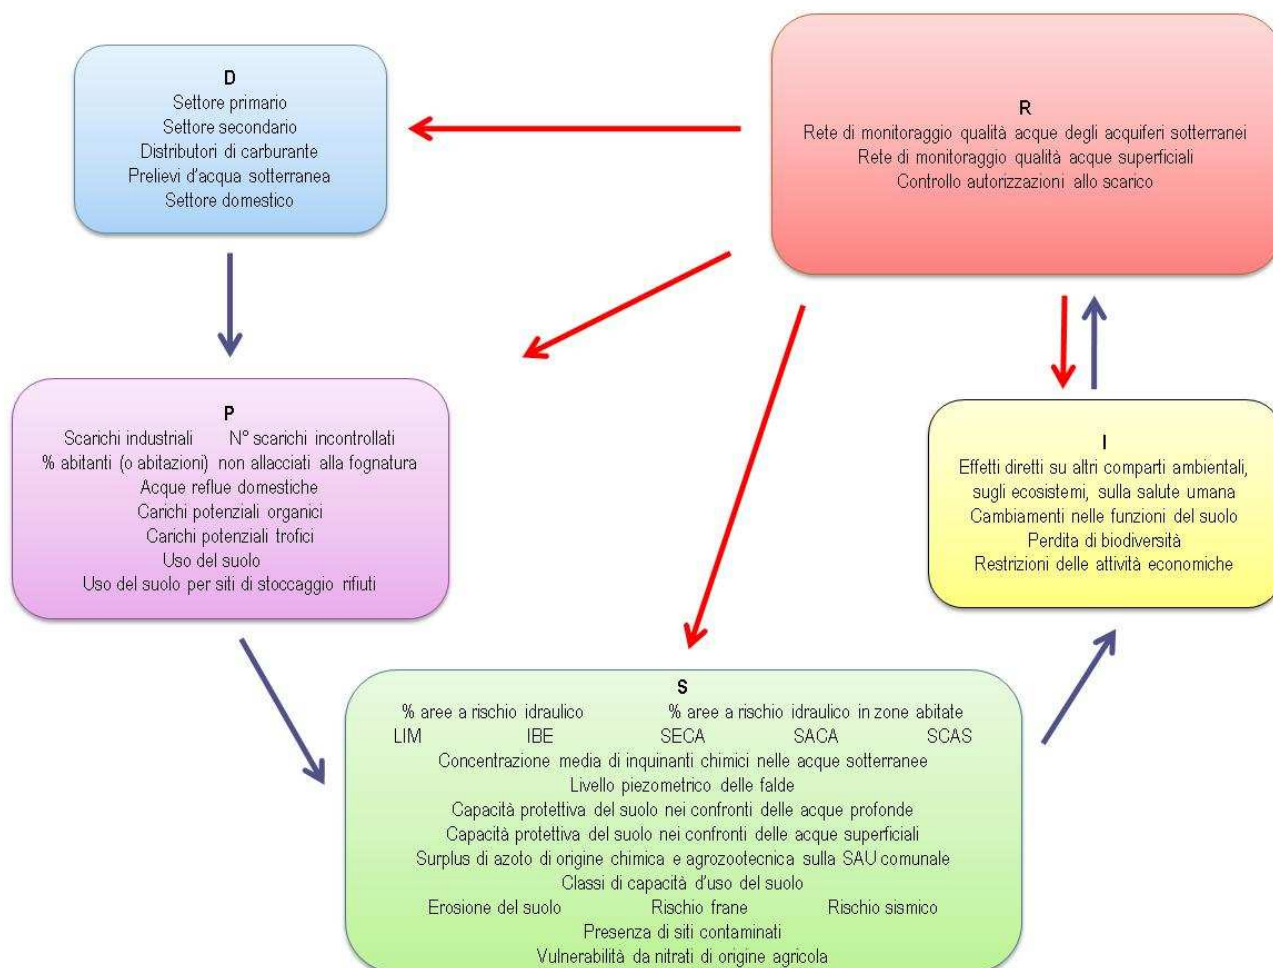 D
Settore primario
Settore secondario
Distributori di carburante
Prelievi d'acqua sotterranea
Settore domestico
R
Rete di monitoraggio qualità acque degli acquiferi sotterranei
Rete di monitoraggio qualità acque superficiali
Controllo autorizzazioni allo scarico
P
Scarichi industriali N° scarichi incontrollati
% abitanti (o abitazioni) non allacciati alla fognatura
Acque reflue domestiche
Carichi potenziali organici
Carichi potenziali trofici
Uso del suolo
Uso del suolo per siti di stoccaggio rifiuti
I
Effetti diretti su altri comparti ambientali,
sugli ecosistemi, sulla salute umana
Cambiamenti nelle funzioni del suolo
Perdita di biodiversità
Restrizioni delle attività economiche
S
% aree a rischio idraulico % aree a rischio idraulico in zone abitate
LIM IBE SECA SACA SCAS
Concentrazione media di inquinanti chimici nelle acque sotterranee
Livello piezometrico delle falde
Capacità protettiva del suolo nei confronti delle acque profonde
Capacità protettiva del suolo nei confronti delle acque superficiali
Surplus di azoto di origine chimica e agrozootecnica sulla SAU comunale
Classi di capacità d'uso del suolo
Erosione del suolo Rischio frane Rischio sismico
Presenza di siti contaminati
Vulnerabilità da nitrati di origine agricola